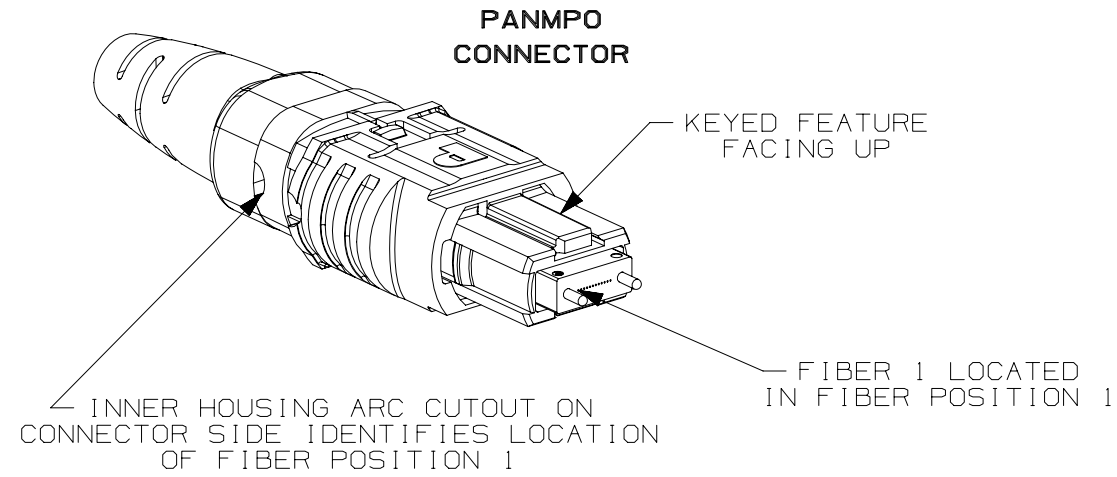 PANMPO
CONNECTOR
KEYED FEATURE
FACING UP
FIBER 1 LOCATED
IN FIBER POSITION 1
INNER HOUSING ARC CUTOUT ON
CONNECTOR SIDE IDENTIFIES LOCATION
OF FIBER POSITION 1